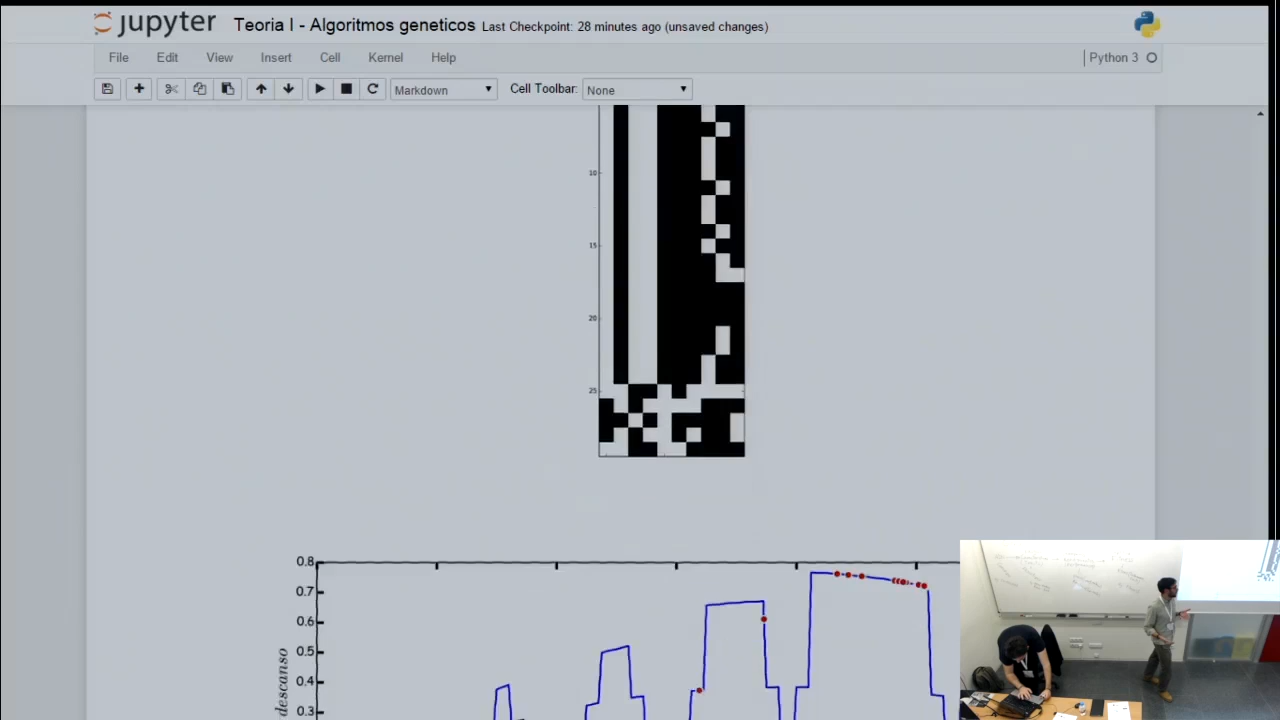 jupyter Teoria I - Algoritmos geneticos Last Checkpoint: 28 minutes ago (unsaved changes)
File Edit View Insert Cell Kernel Help Python 3
Markdown Cell Toolbar: None
10
15
20
25
0.8
0.7
0.6
0.5
0.4
0.3
descanso